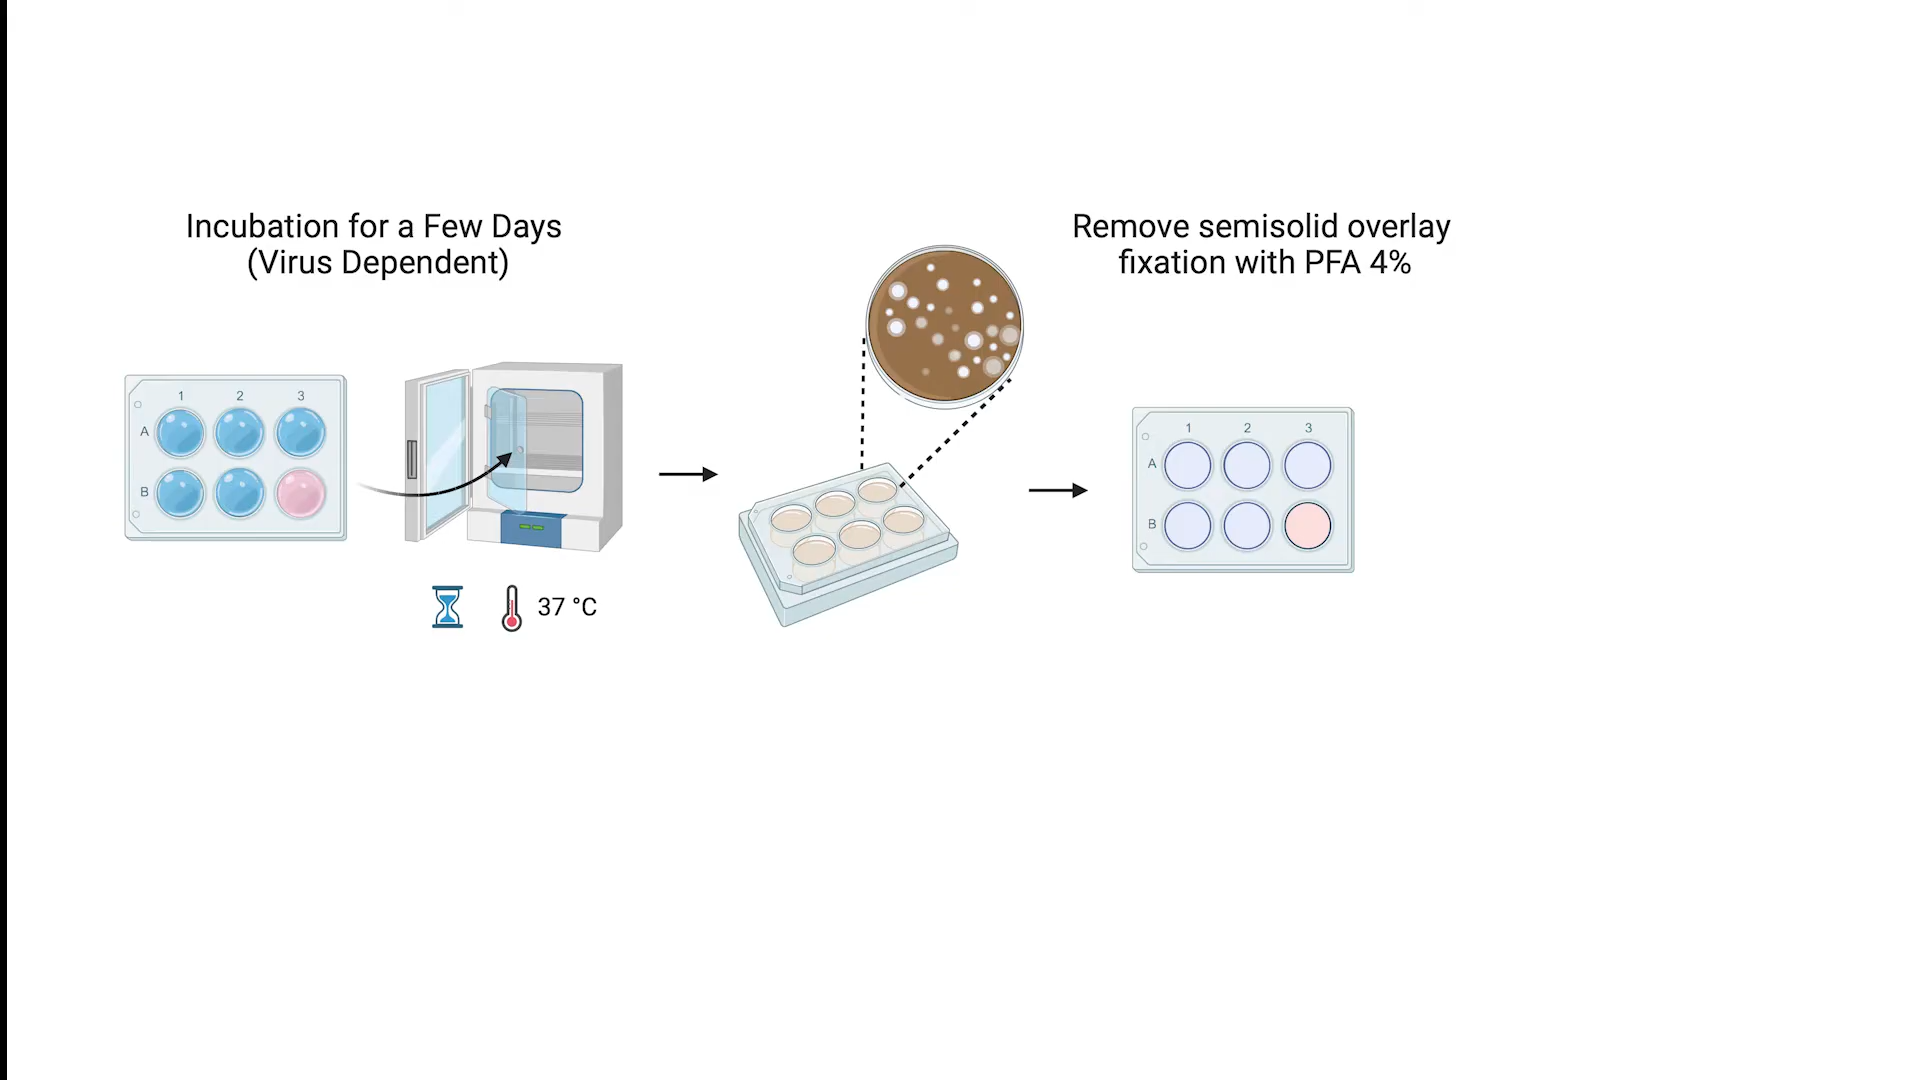 Incubation for a Few Days
(Virus Dependent)
Remove semisolid overlay
fixation with PFA 4%
1 2 3
A
B
37 °C
1 2 3
A
B